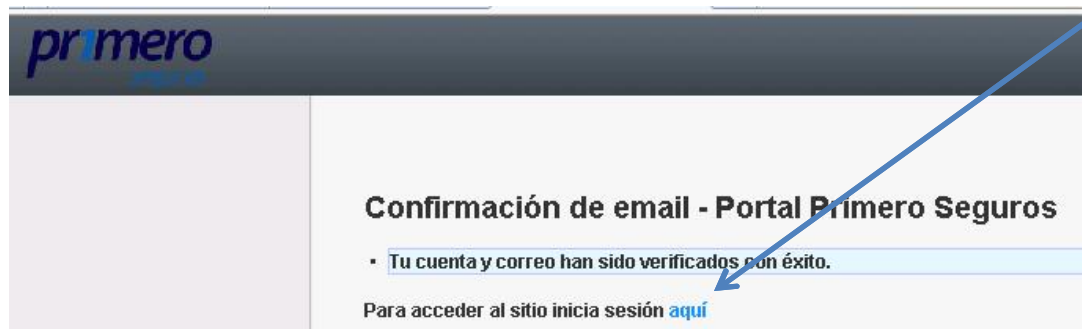 primero
seguros
Confirmación de email - Portal Primero Seguros
Tu cuenta y correo han sido verificados con éxito.
Para acceder al sitio inicia sesión aquí